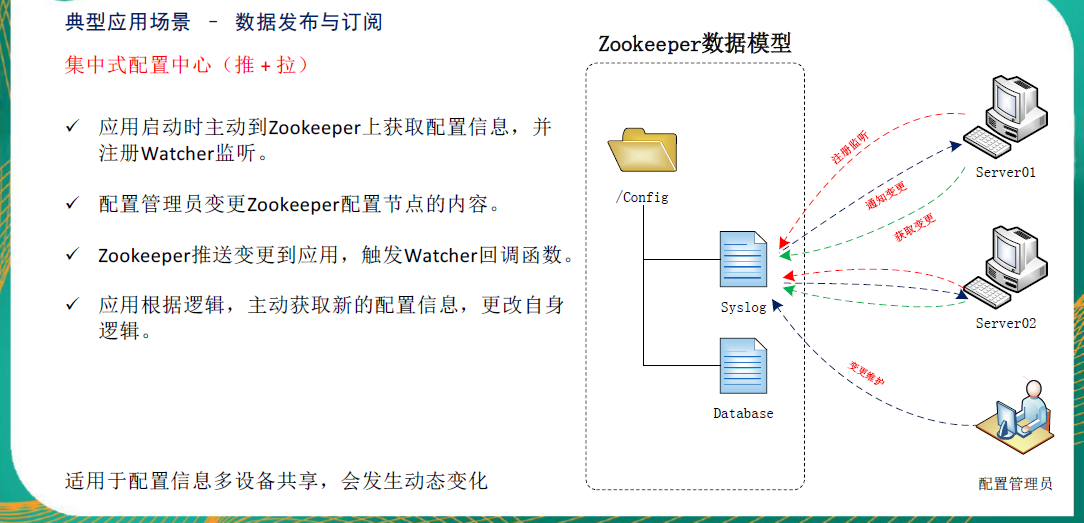 典型应用场景 - 数据发布与订阅
集中式配置中心（推+拉）
✓ 应用启动时主动到Zookeeper上获取配置信息，并
注册Watcher监听。
✓ 配置管理员变更Zookeeper配置节点的内容。
✓ Zookeeper推送变更到应用，触发Watcher回调函数。
✓ 应用根据逻辑，主动获取新的配置信息，更改自身
逻辑。
适用于配置信息多设备共享，会发生动态变化
Zookeeper数据模型
/Config
Syslog
Database
注册监听
通知变更
获取变更
变更维护
Server01
Server02
配置管理员